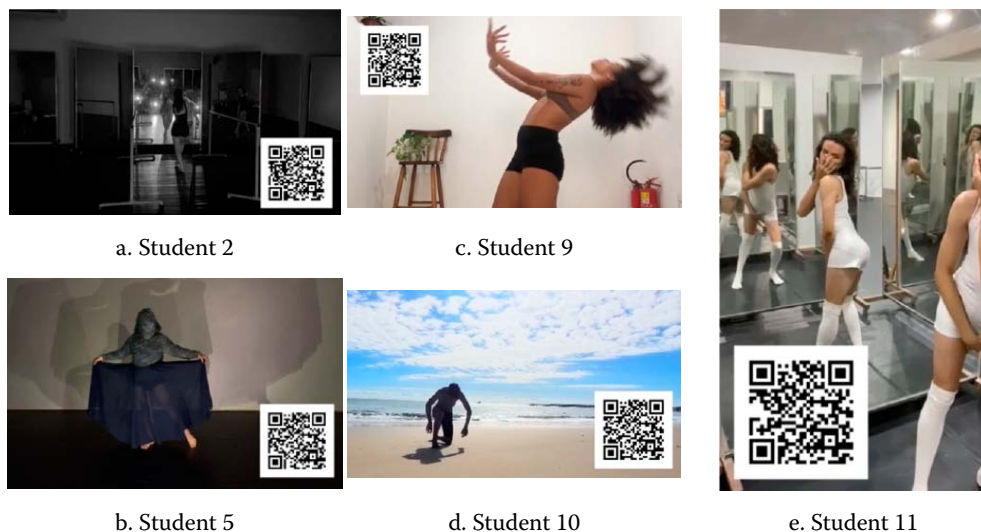 a. Student 2
c. Student 9
b. Student 5
d. Student 10
e. Student 11